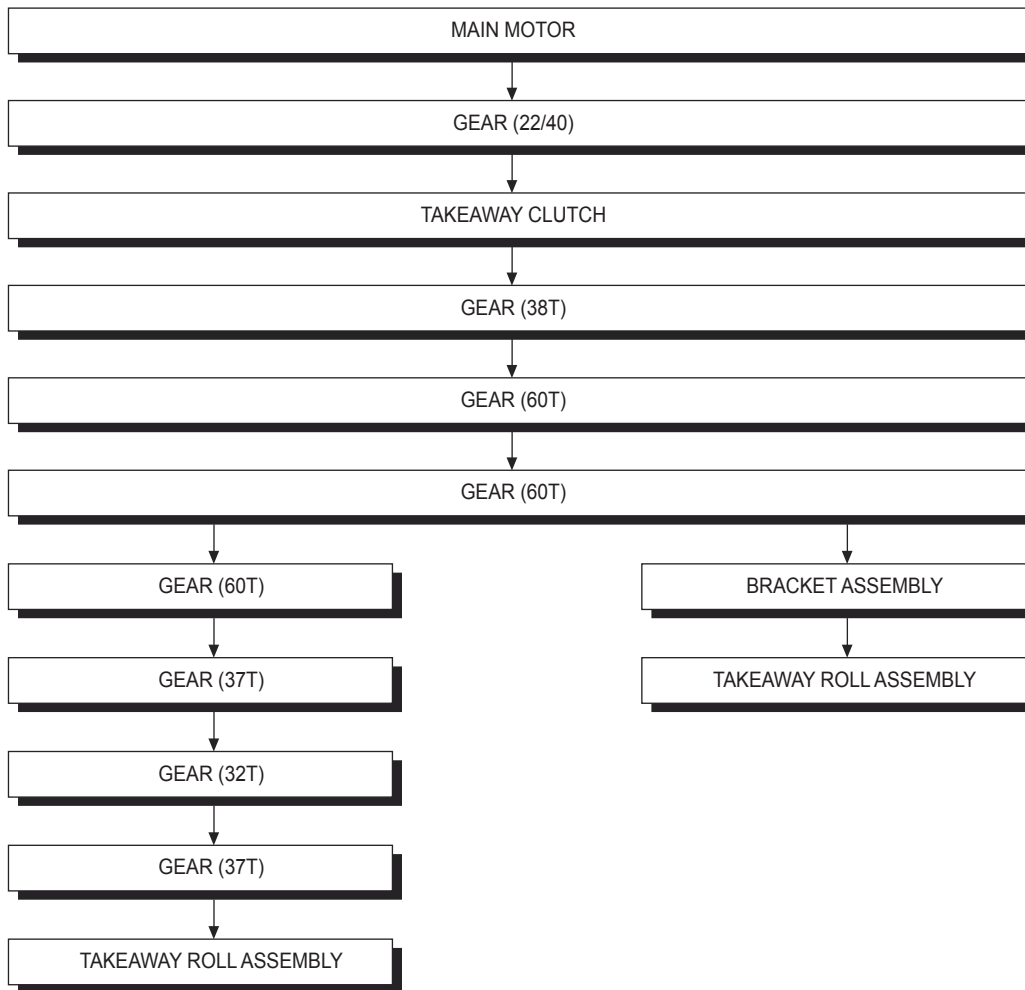 MAIN MOTOR
GEAR (22/40)
TAKEAWAY CLUTCH
GEAR (38T)
GEAR (60T)
GEAR (60T)
GEAR (60T)
BRACKET ASSEMBLY
GEAR (37T)
TAKEAWAY ROLL ASSEMBLY
GEAR (32T)
GEAR (37T)
TAKEAWAY ROLL ASSEMBLY